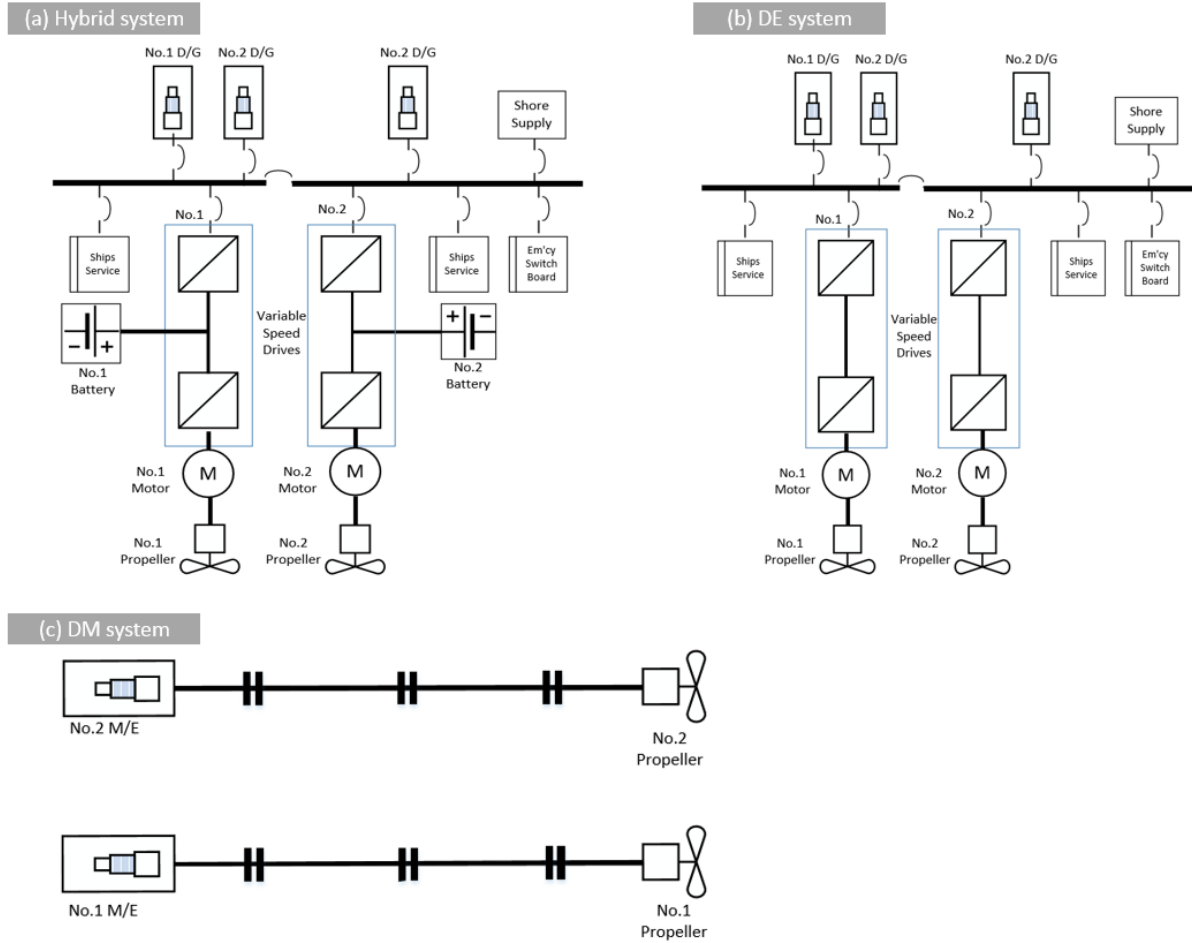 (a) Hybrid system
No.1 D/G
No.2 D/G
No.2 D/G
Shore
Supply
No.1
No.2
Ships
Service
Ships
Service
Em'cy
Switch
Board
Variable
Speed
Drives
No.1
Battery
No.2
Battery
No.1
Motor
M
No.2
Motor
M
No.1
Propeller
No.2
Propeller
(b) DE system
No.1 D/G
No.2 D/G
No.2 D/G
Shore
Supply
No.1
No.2
Ships
Service
Ships
Service
Em'cy
Switch
Board
Variable
Speed
Drives
No.1
Motor
M
No.2
Motor
M
No.1
Propeller
No.2
Propeller
(c) DM system
No.2 M/E
No.2
Propeller
No.1 M/E
No.1
Propeller